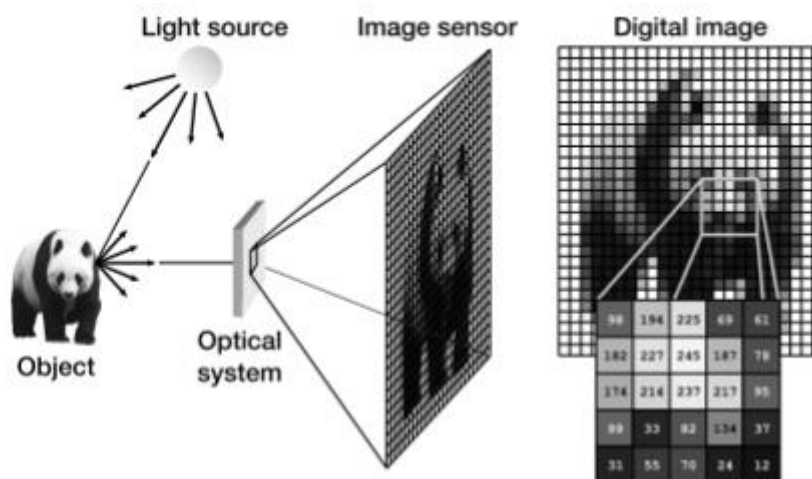 Light source
Image sensor
Digital image
Object
Optical
system
98 194 225 69 61
182 227 245 187 78
174 214 237 217 95
89 33 82 134 37
31 55 70 24 12